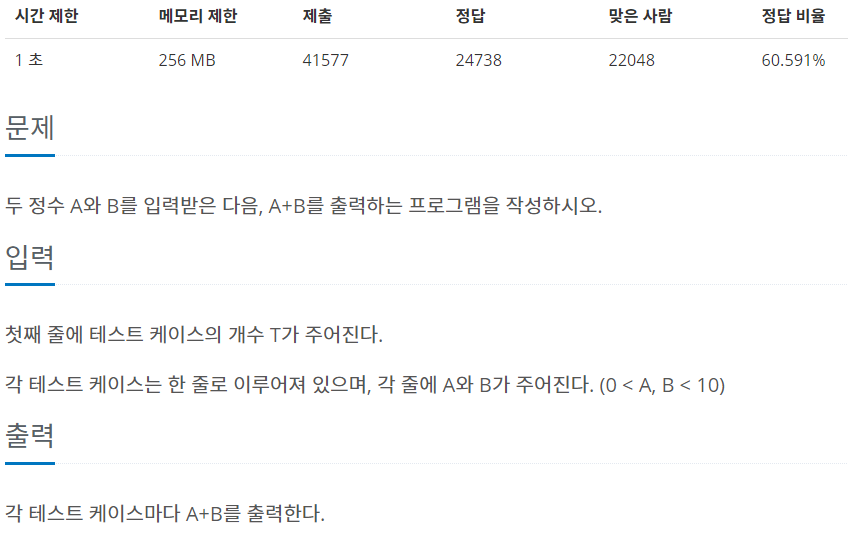 시간 제한 메모리 제한 제출 정답 맞은 사람 정답 비율
1 초 256 MB 41577 24738 22048 60.591%
문제
두 정수 A와 B를 입력받은 다음, A+B를 출력하는 프로그램을 작성하시오.
입력
첫째 줄에 테스트 케이스의 개수 T가 주어진다.
각 테스트 케이스는 한 줄로 이루어져 있으며, 각 줄에 A와 B가 주어진다. (0 < A, B < 10)
출력
각 테스트 케이스마다 A+B를 출력한다.